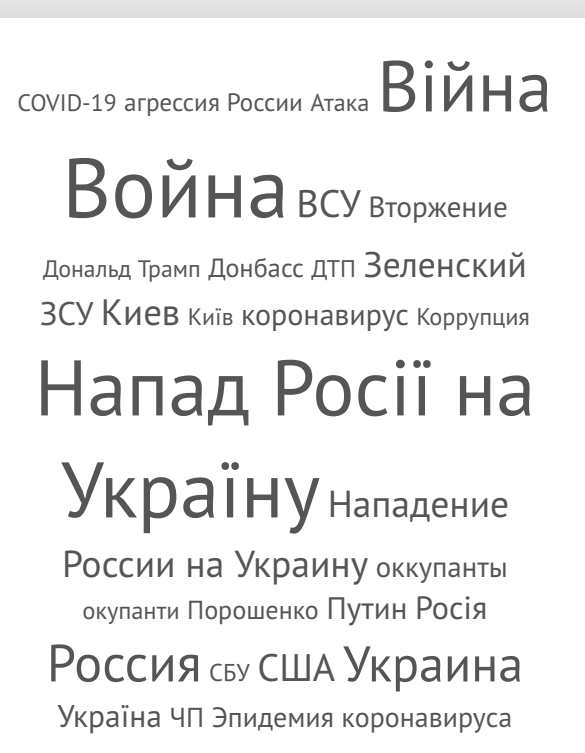 COVID-19 агрессия России Атака Війна
Война ВСУ Вторжение
Дональд Трамп Донбасс ДТП Зеленский
ЗСУ Киев Київ коронавирус Коррупция
Напад Росії на
Україну Нападение
России на Украину оккупанты
окупанти Порошенко Путин Росія
Россия СБУ США Украина
Україна ЧП Эпидемия коронавируса